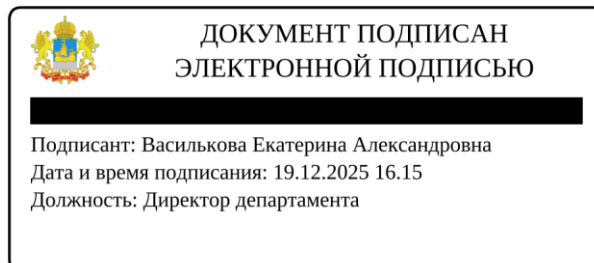 ДОКУМЕНТ ПОДПИСАН
ЭЛЕКТРОННОЙ ПОДПИСЬЮ
Подписант: Василькова Екатерина Александровна
Дата и время подписания: 19.12.2025 16.15
Должность: Директор департамента